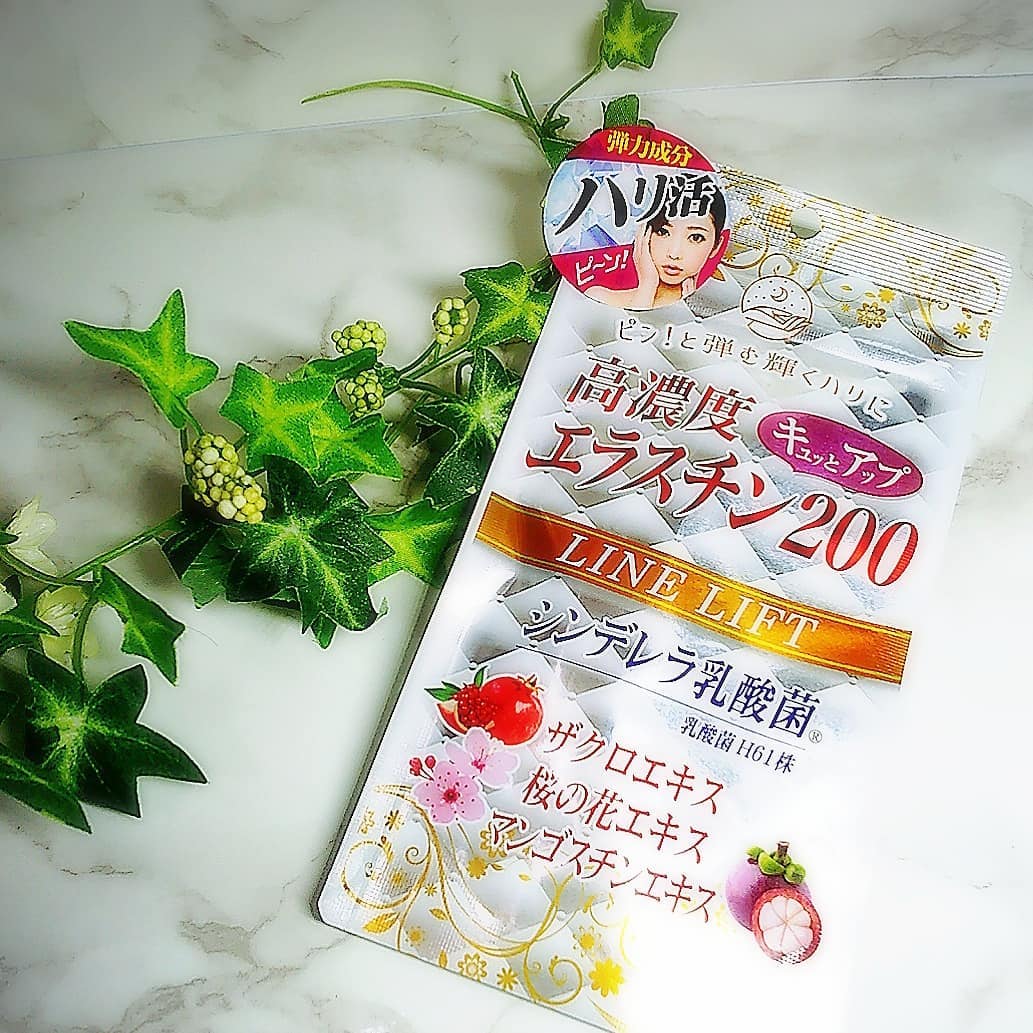 弾力成分
ハリ活
ピーン!
ピン!と弾む輝くハリに
高濃度
キュッとアップ
エラスチン200
LINE LIFT
シンデレラ乳酸菌®
乳酸菌H61株
ザクロエキス
桜の花エキス
マンゴスチンエキス